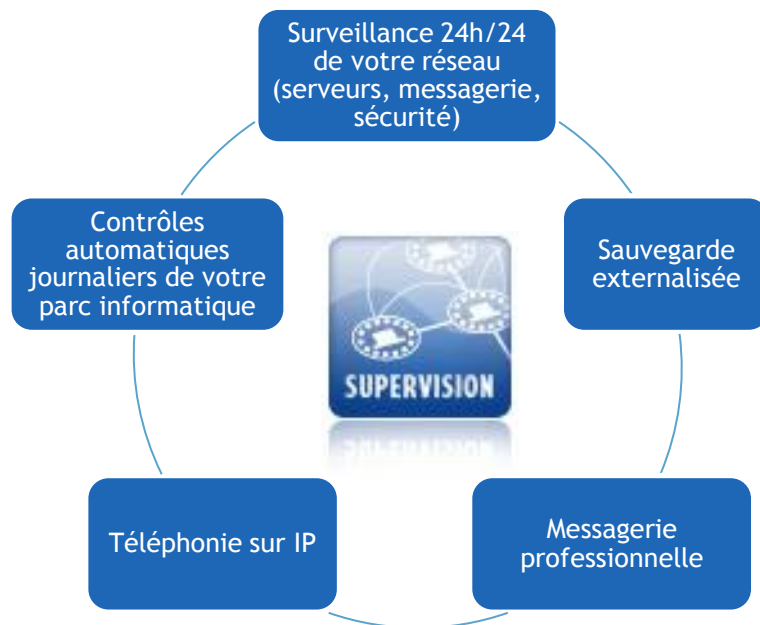 Surveillance 24h/24
de votre réseau
(serveurs, messagerie,
sécurité)
Contrôles
automatiques
journaliers de votre
parc informatique
Sauvegarde
externalisée
SUPERVISION
Téléphonie sur IP
Messagerie
professionnelle